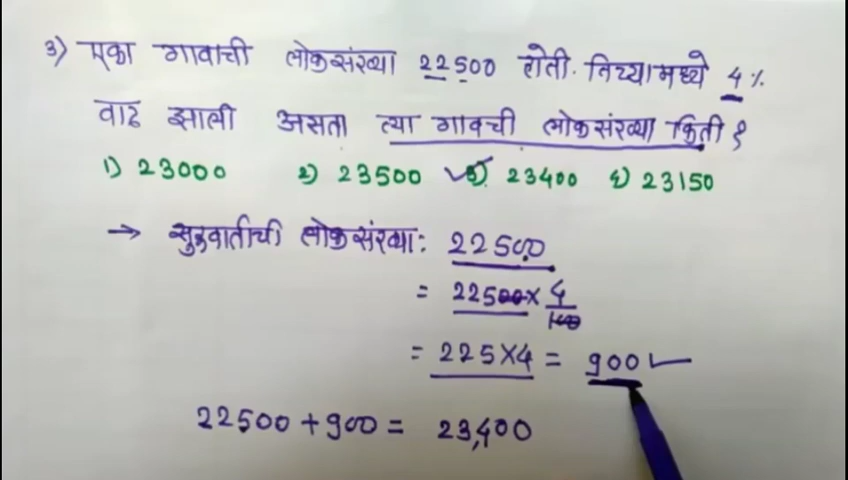 3) एका गावाची लोकसंख्या 22500 होती. तिच्यामध्ये 4%
वाढ झाली असता त्या गावची लोकसंख्या किती?
1) 23000 2) 23500 3) 23400 4) 23150
→ सुरुवातीची लोकसंख्या: 22500
= 22500 × 4/100
= 225 × 4 = 900
22500 + 900 = 23,400